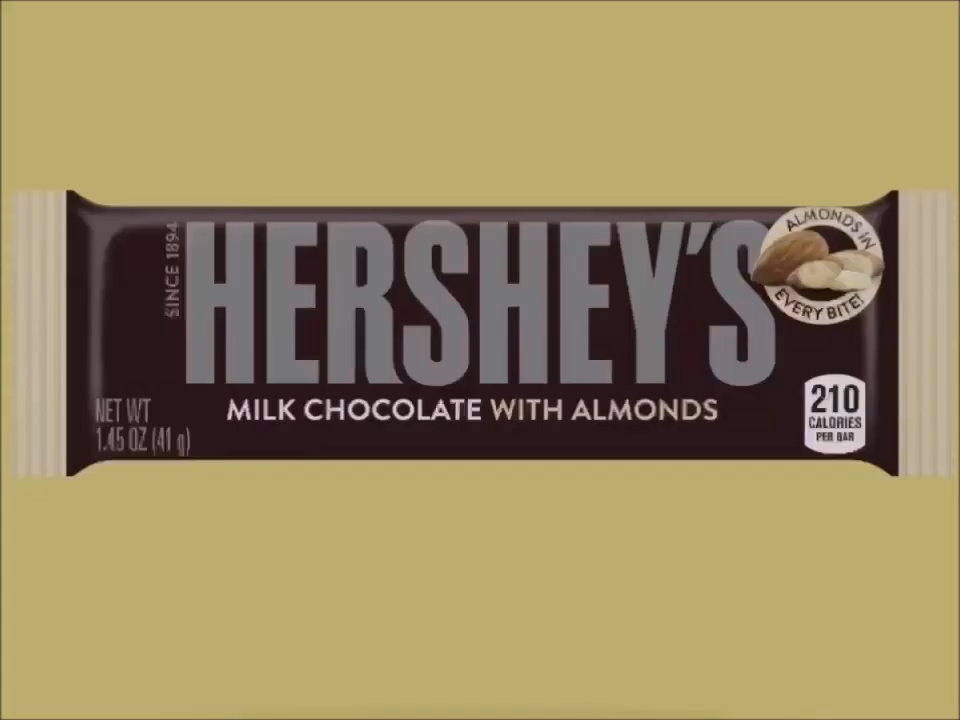 SINCE 1894
HERSHEY'S
ALMONDS IN
EVERY BITE!
MILK CHOCOLATE WITH ALMONDS
NET WT
1.45 OZ (41 g)
210
CALORIES
PER BAR